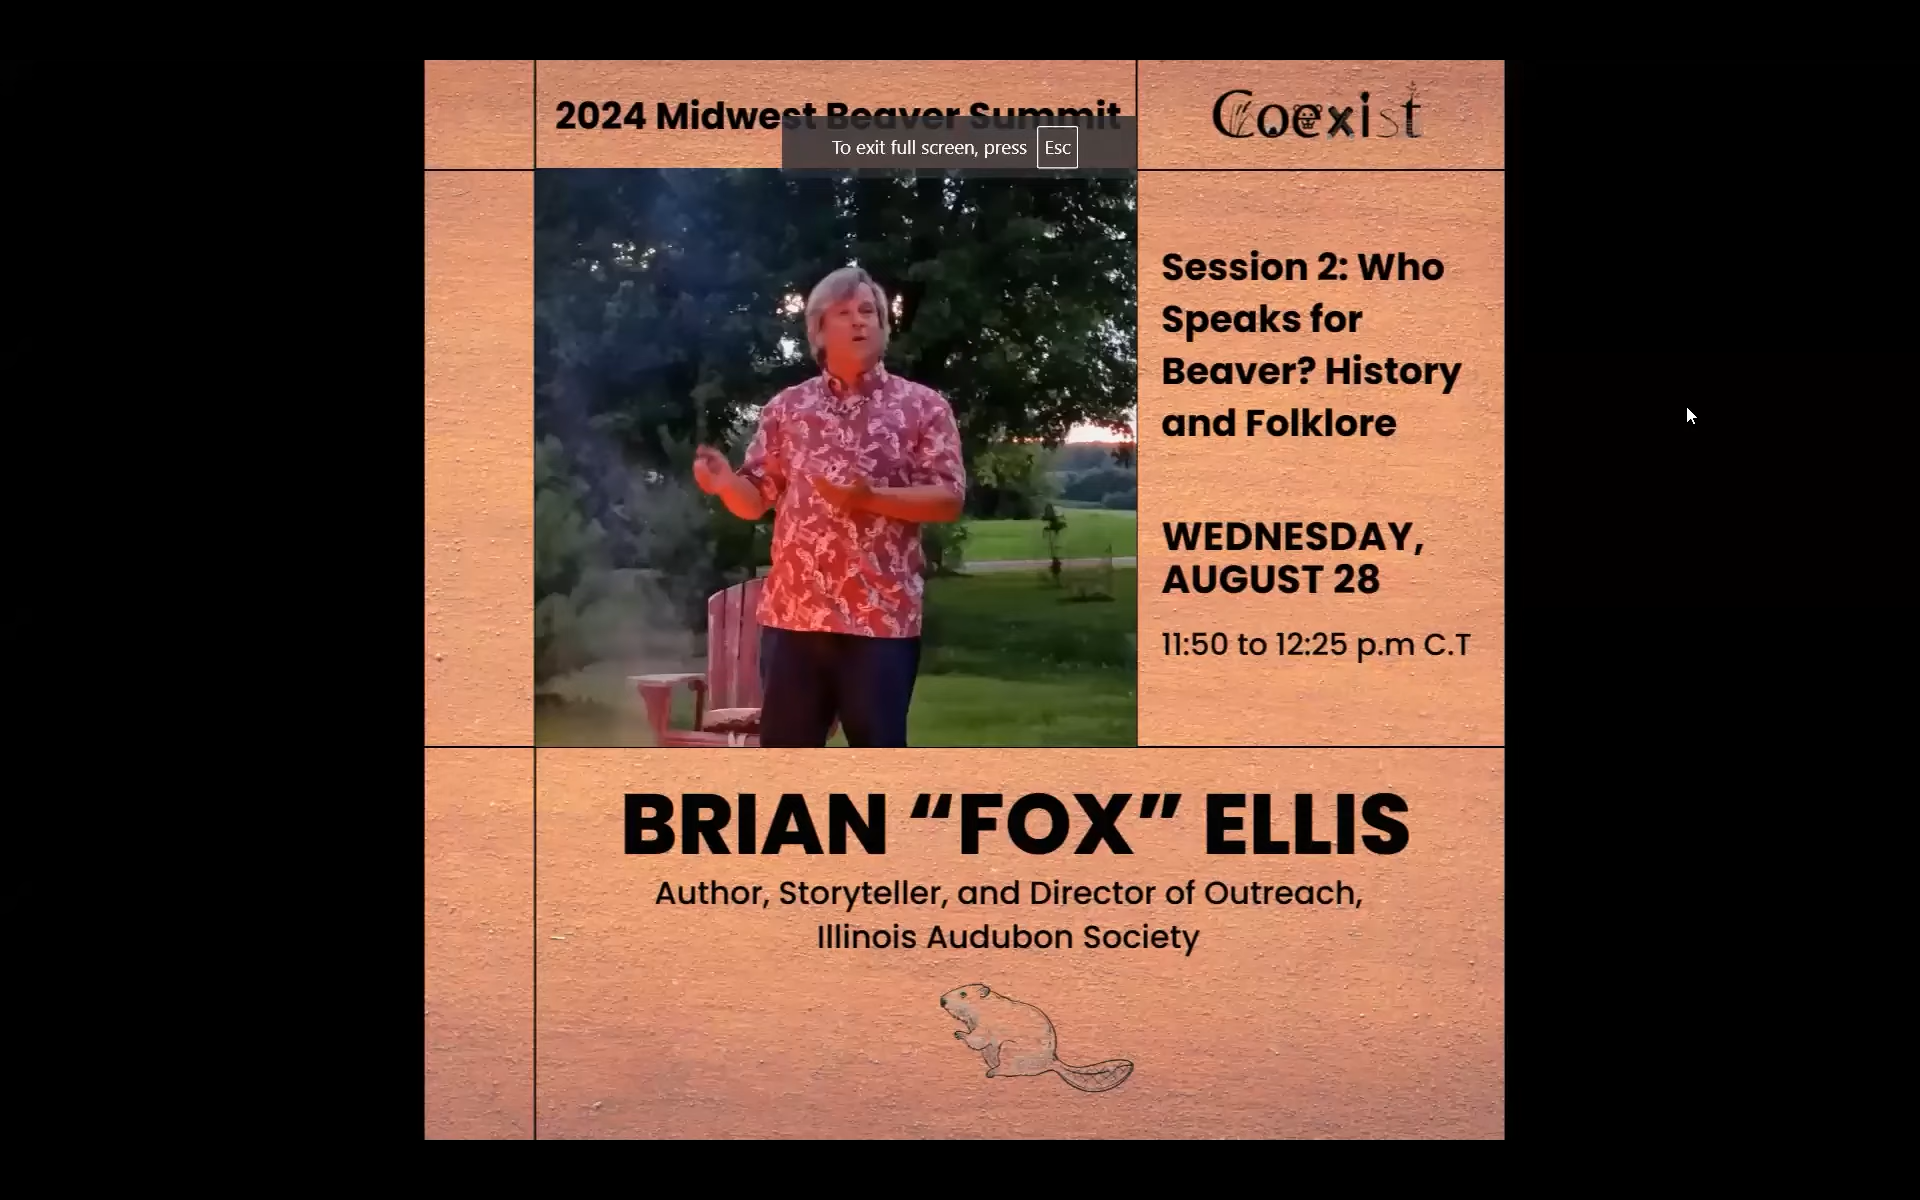 2024 Midwest Beaver Summit
Coexist
To exit full screen, press Esc
Session 2: Who
Speaks for
Beaver? History
and Folklore
WEDNESDAY,
AUGUST 28
11:50 to 12:25 p.m C.T
BRIAN “FOX” ELLIS
Author, Storyteller, and Director of Outreach,
Illinois Audubon Society